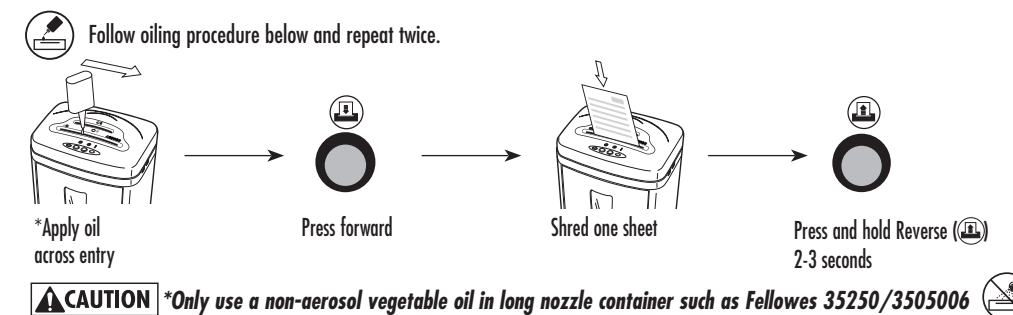 Follow oiling procedure below and repeat twice.
*Apply oil
across entry
Press forward
Shred one sheet
Press and hold Reverse ()
2-3 seconds
CAUTION *Only use a non-aerosol vegetable oil in long nozzle container such as Fellowes 35250/3505006